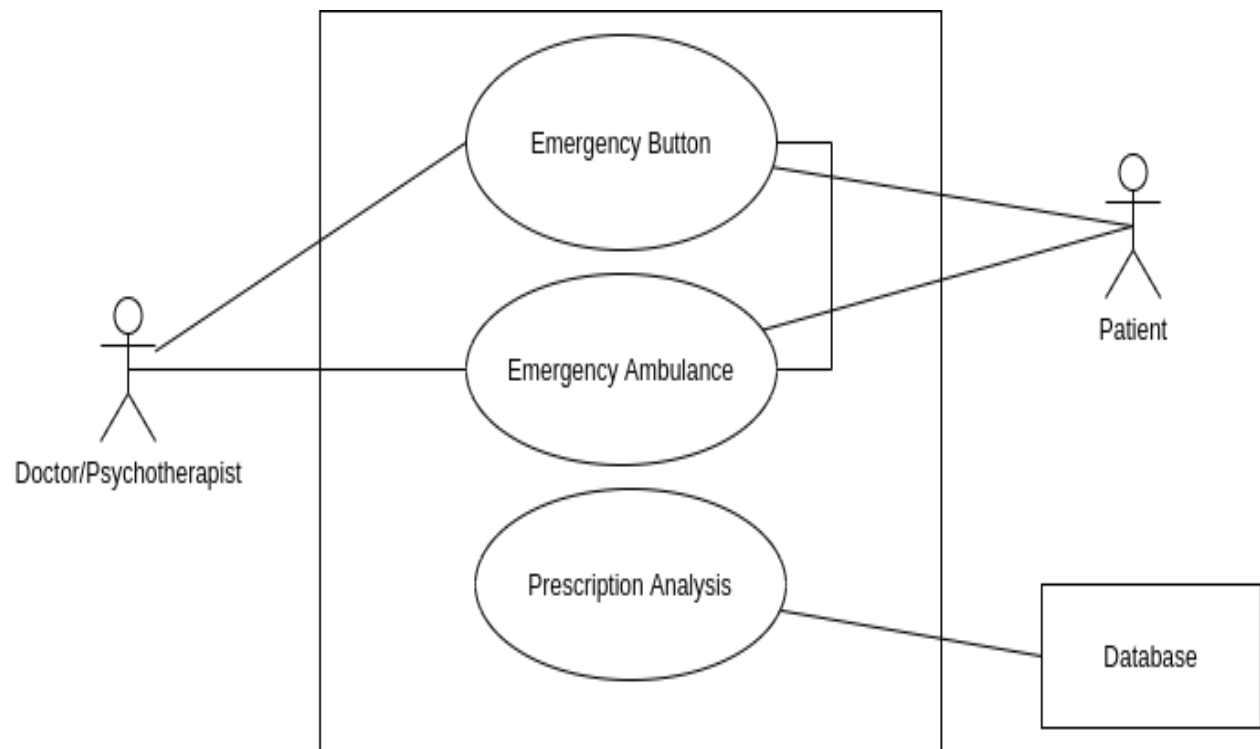 Emergency Button
Emergency Ambulance
Patient
Doctor/Psychotherapist
Prescription Analysis
Database